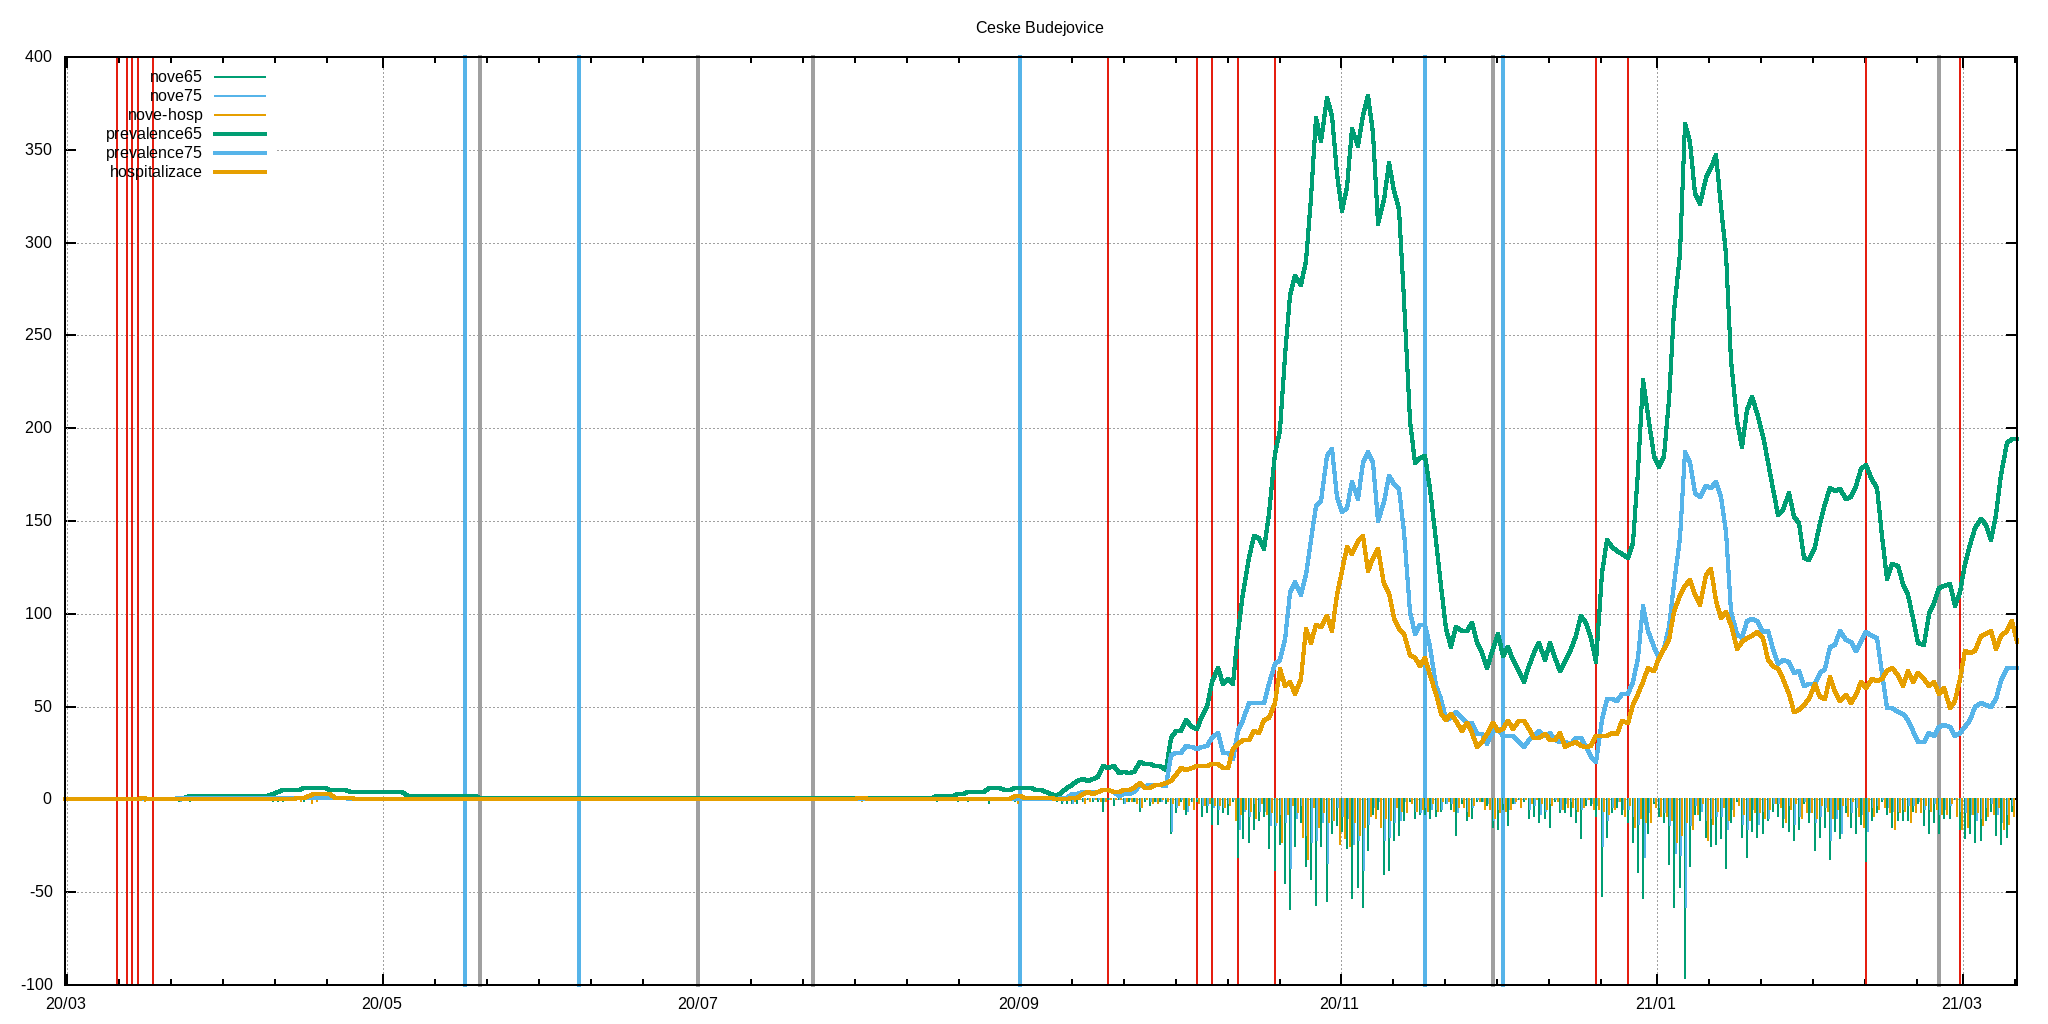 Ceske Budejovice
400
350
300
250
200
150
100
50
0
-50
-100
nove65
nove75
nove-hosp
prevalence65
prevalence75
hospitalizace
20/03 20/05 20/07 20/09 20/11 21/01 21/03